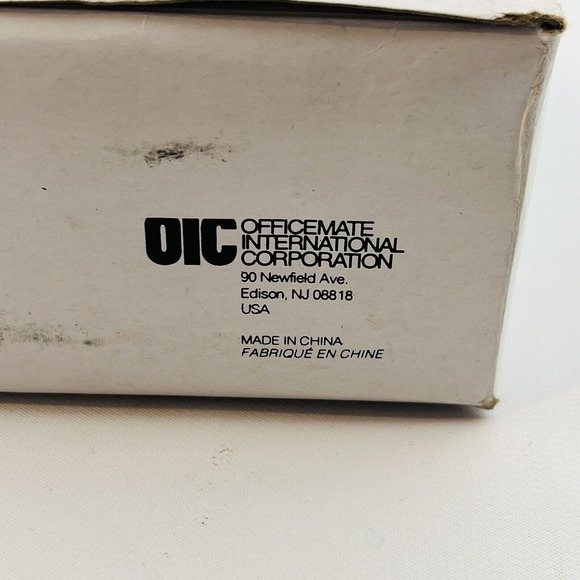 OIC OFFICEMATE
INTERNATIONAL
CORPORATION
90 Newfield Ave.
Edison, NJ 08818
USA
MADE IN CHINA
FABRIQUÉ EN CHINE